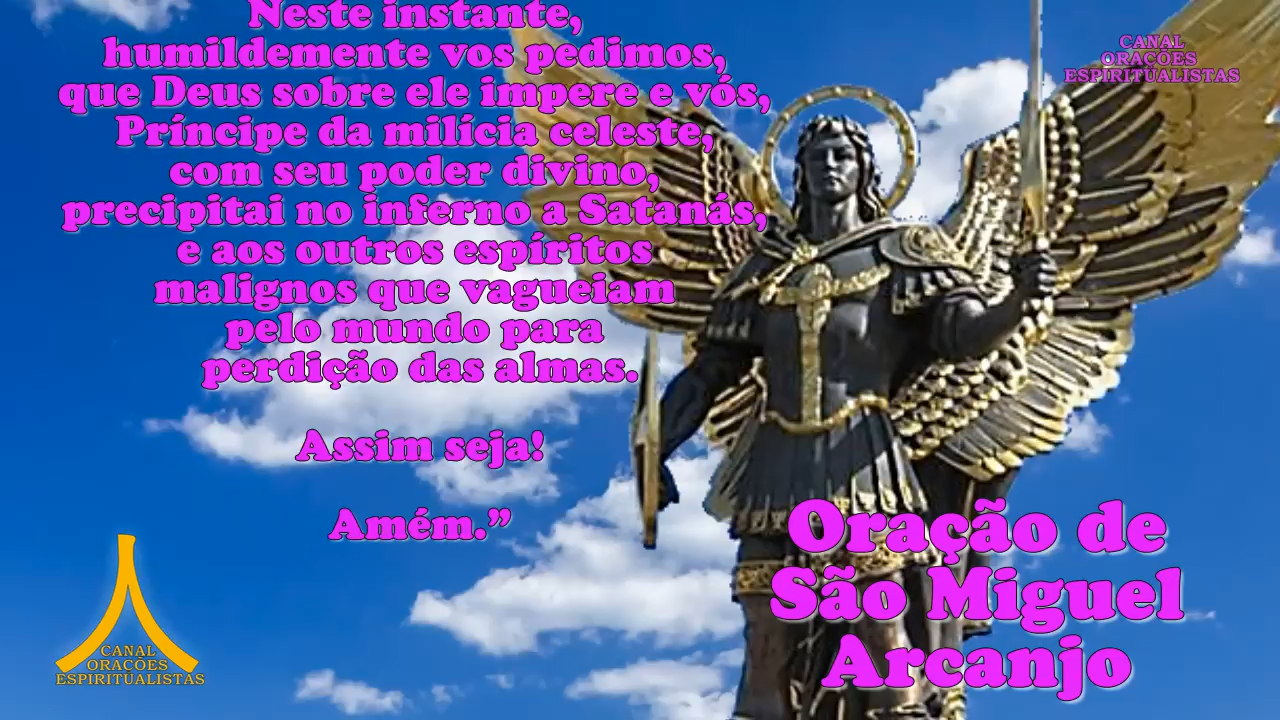 Neste instante,
humildemente vos pedimos,
que Deus sobre ele impere e vós,
Príncipe da milícia celeste,
com seu poder divino,
precipitai no inferno a Satanás,
e aos outros espíritos
malignos que vagueiam
pelo mundo para
perdição das almas.
Assim seja!
Amém.”
CANAL
ORAÇÕES
ESPIRITUALISTAS
Oração de
São Miguel
Arcanjo
CANAL
ORAÇÕES
ESPIRITUALISTAS